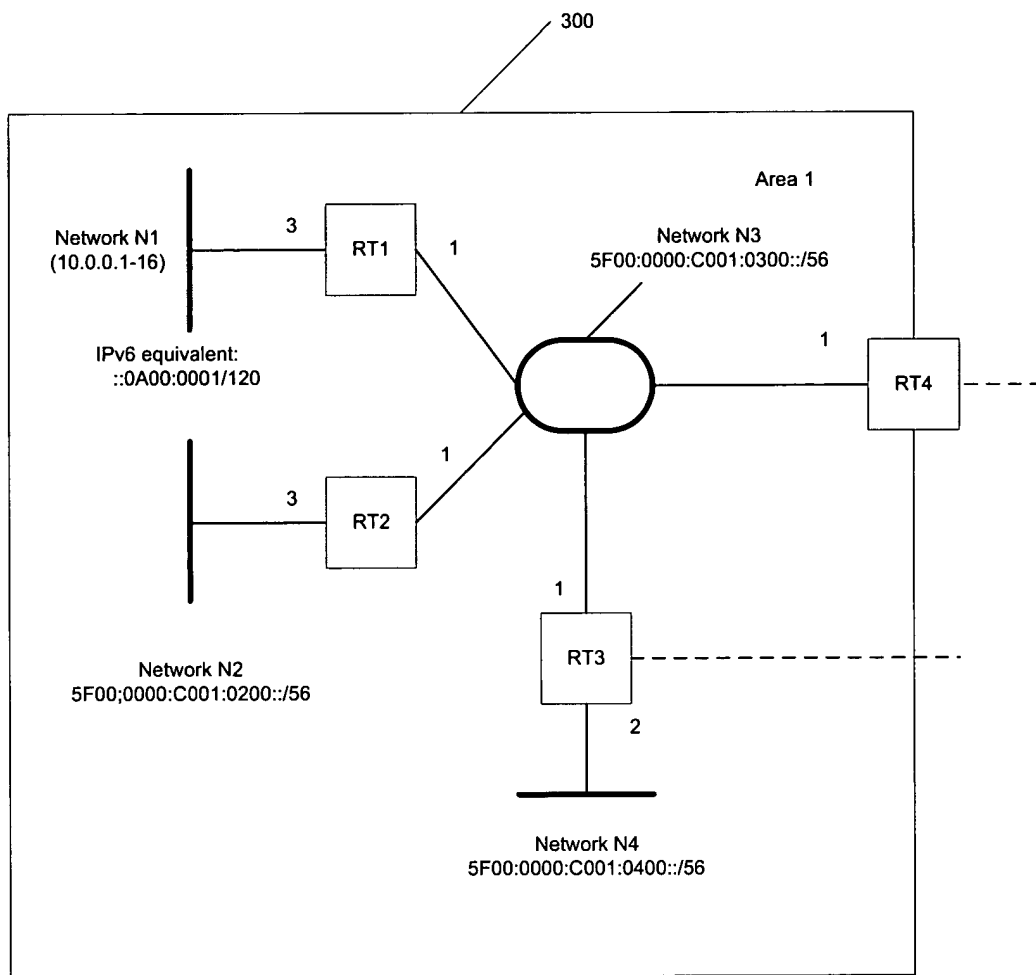 300
Area 1
Network N1
(10.0.0.1-16)
3
RT1
1
Network N3
5F00:0000:C001:0300::/56
IPv6 equivalent:
::0A00:0001/120
1
RT4
3
RT2
1
1
RT3
2
Network N2
5F00;0000:C001:0200::/56
Network N4
5F00:0000:C001:0400::/56